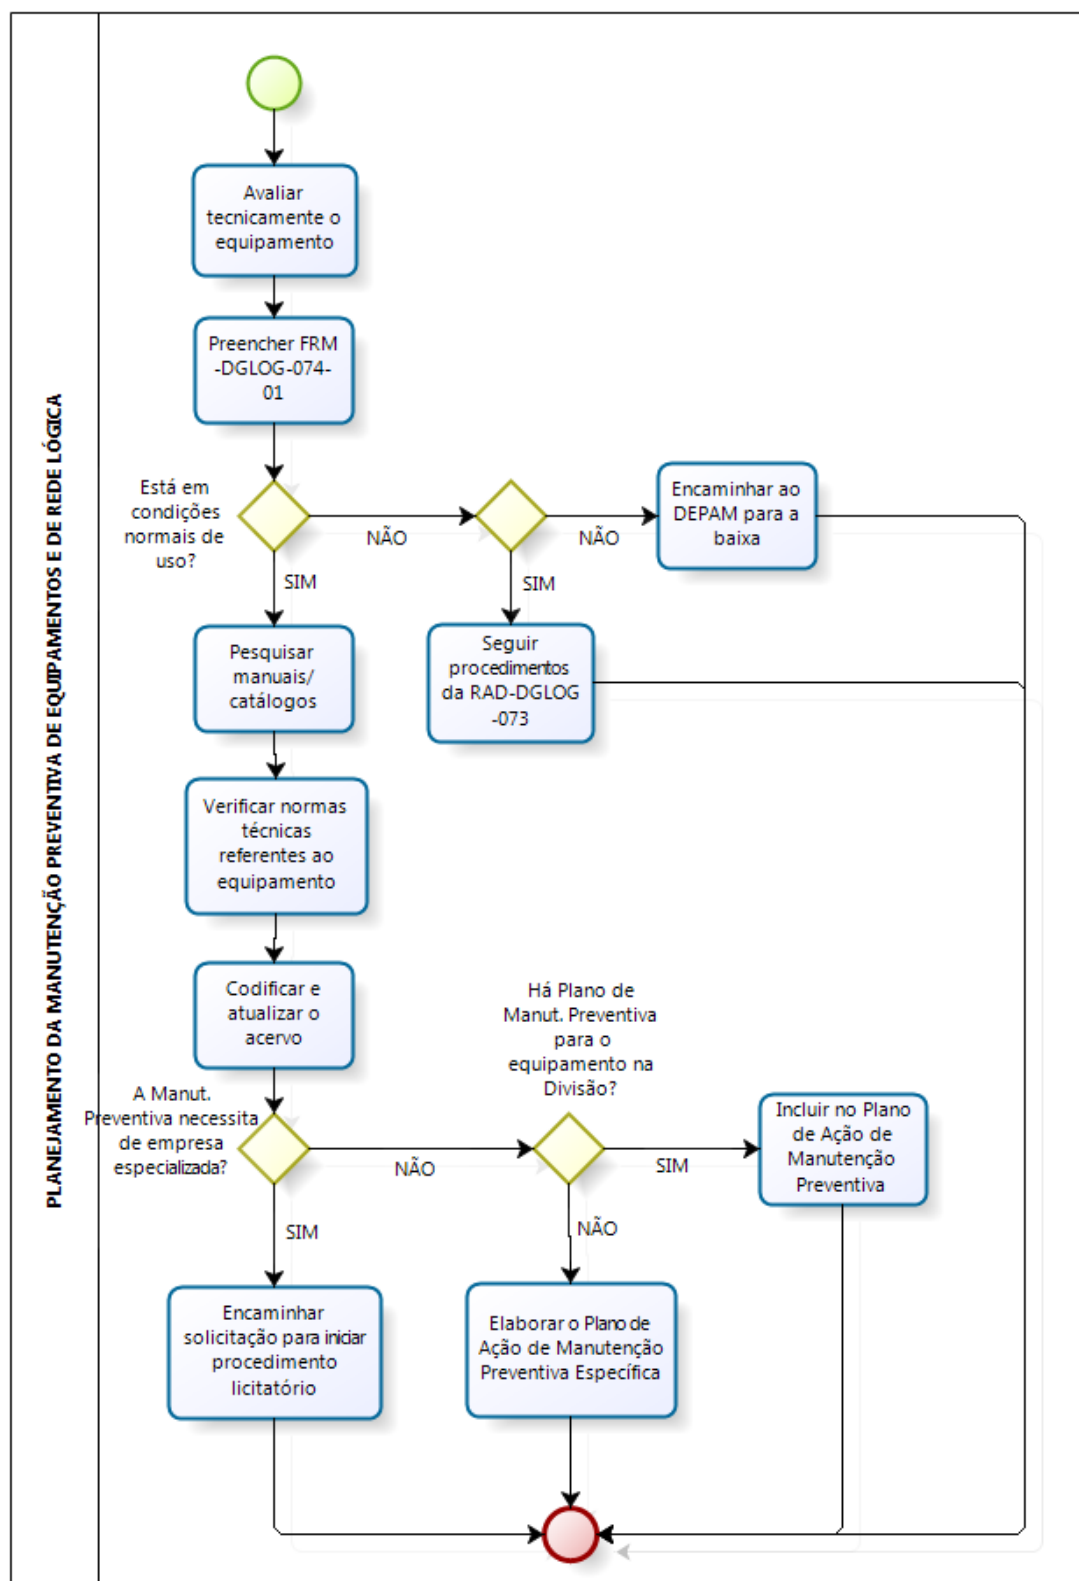 PLANEJAMENTO DA MANUTENÇÃO PREVENTIVA DE EQUIPAMENTOS E DE REDE LÓGICA
Avaliar
tecnicamente o
equipamento
Preencher FRM
-DGLOG-074-
01
Está em
condições
normais de
uso?
NÃO
NÃO
Encaminhar ao
DEPAM para a
baixa
SIM
SIM
Pesquisar
manuais/
catálogos
Seguir
procedimentos
da RAD-DGLOG
-073
Verificar normas
técnicas
referentes ao
equipamento
Codificar e
atualizar o
acervo
Há Plano de
Manut. Preventiva
para o
equipamento na
Divisão?
A Manut.
Preventiva necessita
de empresa
especializada?
NÃO
SIM
Incluir no Plano
de Ação de
Manutenção
Preventiva
SIM
NÃO
Encaminhar
solicitação para iniciar
procedimento
licitatório
Elaborar o Plano de
Ação de Manutenção
Preventiva Específica